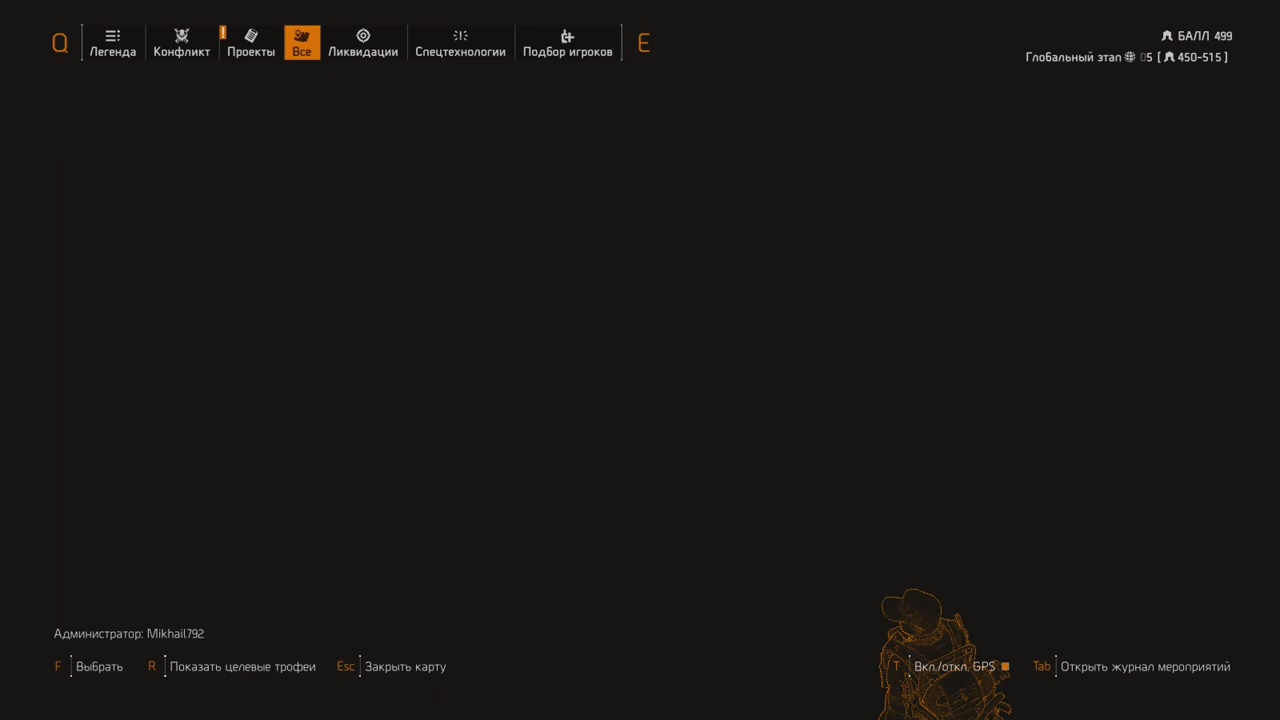 Q Легенда Конфликт Проекты Все Ликвидации Спецтехнологии Подбор игроков E
БАЛЛ 499
Глобальный этап 05 [ 450-515 ]
Администратор: Mikhail792
F Выбрать R Показать целевые трофеи Esc Закрыть карту T Вкл./откл. GPS Tab Открыть журнал мероприятий